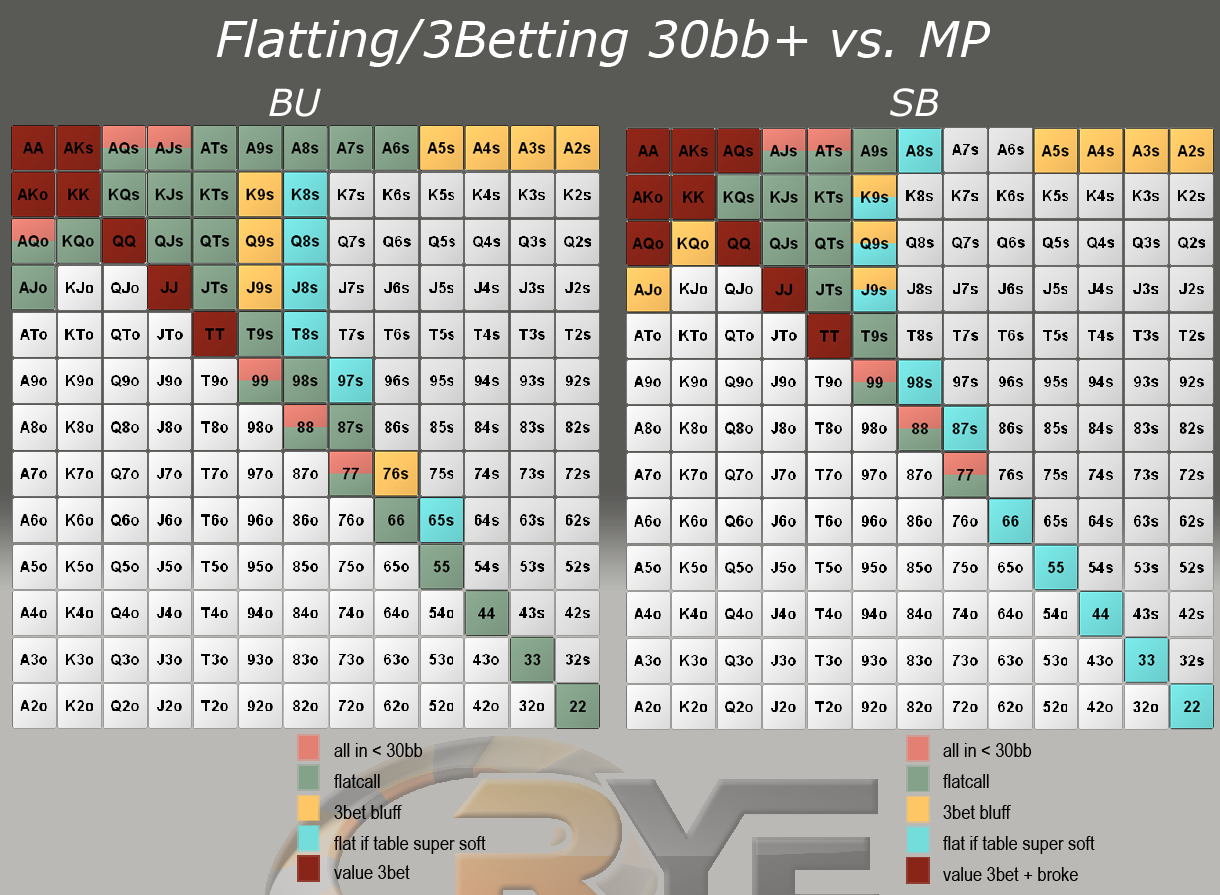 Flatting/3Betting 30bb+ vs. MP
BU
AA AKs AQs AJs ATs A9s A8s A7s A6s A5s A4s A3s A2s
AKo KK KQs KJs KTs K9s K8s K7s K6s K5s K4s K3s K2s
AQo KQo QQ QJs QTs Q9s Q8s Q7s Q6s Q5s Q4s Q3s Q2s
AJo KJo QJo JJ JTs J9s J8s J7s J6s J5s J4s J3s J2s
ATo KTo QTo JTo TT T9s T8s T7s T6s T5s T4s T3s T2s
A9o K9o Q9o J9o T9o 99 98s 97s 96s 95s 94s 93s 92s
A8o K8o Q8o J8o T8o 98o 88 87s 86s 85s 84s 83s 82s
A7o K7o Q7o J7o T7o 97o 87o 77 76s 75s 74s 73s 72s
A6o K6o Q6o J6o T6o 96o 86o 76o 66 65s 64s 63s 62s
A5o K5o Q5o J5o T5o 95o 85o 75o 65o 55 54s 53s 52s
A4o K4o Q4o J4o T4o 94o 84o 74o 64o 54o 44 43s 42s
A3o K3o Q3o J3o T3o 93o 83o 73o 63o 53o 43o 33 32s
A2o K2o Q2o J2o T2o 92o 82o 72o 62o 52o 42o 32o 22
all in < 30bb
flatcall
3bet bluff
flat if table super soft
value 3bet
SB
AA AKs AQs AJs ATs A9s A8s A7s A6s A5s A4s A3s A2s
AKo KK KQs KJs KTs K9s K8s K7s K6s K5s K4s K3s K2s
AQo KQo QQ QJs QTs Q9s Q8s Q7s Q6s Q5s Q4s Q3s Q2s
AJo KJo QJo JJ JTs J9s J8s J7s J6s J5s J4s J3s J2s
ATo KTo QTo JTo TT T9s T8s T7s T6s T5s T4s T3s T2s
A9o K9o Q9o J9o T9o 99 98s 97s 96s 95s 94s 93s 92s
A8o K8o Q8o J8o T8o 98o 88 87s 86s 85s 84s 83s 82s
A7o K7o Q7o J7o T7o 97o 87o 77 76s 75s 74s 73s 72s
A6o K6o Q6o J6o T6o 96o 86o 76o 66 65s 64s 63s 62s
A5o K5o Q5o J5o T5o 95o 85o 75o 65o 55 54s 53s 52s
A4o K4o Q4o J4o T4o 94o 84o 74o 64o 54o 44 43s 42s
A3o K3o Q3o J3o T3o 93o 83o 73o 63o 53o 43o 33 32s
A2o K2o Q2o J2o T2o 92o 82o 72o 62o 52o 42o 32o 22
all in < 30bb
flatcall
3bet bluff
flat if table super soft
value 3bet + broke